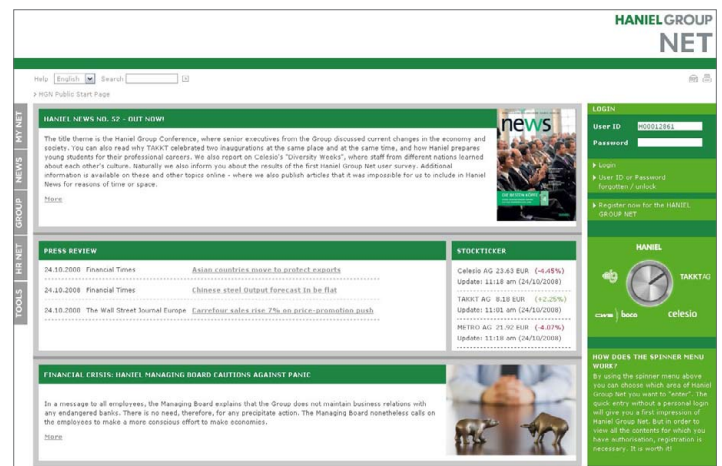 HANIELGROUP
NET
Help English Search
> HGN Public Start Page
MY NET
NEWS
GROUP
HR NET
TOOLS
HANIEL NEWS NO. 52 - OUT NOW!
The title theme is the Haniel Group Conference, where senior executives from the Group discussed current changes in the economy and
society. You can also read why TAKKT celebrated two inaugurations at the same place and at the same time, and how Haniel prepares
young students for their professional careers. We also report on Celesio's "Diversity Weeks", where staff from different nations learned
about each other's culture. Naturally we also inform you about the results of the first Haniel Group Net user survey. Additional
information is available on these and other topics online - where we also publish articles that it was impossible for us to include in Haniel
News for reasons of time or space.
More
news
PRESS REVIEW
24.10.2008 Financial Times Asian countries move to protect exports
24.10.2008 Financial Times Chinese steel Output forecast to be flat
24.10.2008 The Wall Street Journal Europe Carrefour sales rise 7% on price-promotion push
STOCKTICKER
Celesio AG 23.63 EUR (-4.45%)
Update: 11:18 am (24/10/2008)
TAKKT AG 8.18 EUR (+2.25%)
Update: 11:01 am (24/10/2008)
METRO AG 21.92 EUR (-4.07%)
Update: 11:18 am (24/10/2008)
FINANCIAL CRISIS: HANIEL MANAGING BOARD CAUTIONS AGAINST PANIC
In a message to all employees, the Managing Board explains that the Group does not maintain business relations with
any endangered banks. There is no need, therefore, for any precipitate action. The Managing Board nonetheless calls on
the employees to make a more conscious effort to make economies.
More
LOGIN
User ID H00012861
Password
Login
User ID or Password
forgotten / unlock
Register now for the HANIEL
GROUP NET
HANIEL
TAKKT AG
celesio
boco
CWS
HOW DOES THE SPINNER MENU
WORK?
By using the spinner menu above
you can choose which area of Haniel
Group Net you want to "enter". The
quick entry without a personal login
will give you a first impression of
Haniel Group Net. But in order to
view all the contents for which you
have authorisation, registration is
necessary. It is worth it!